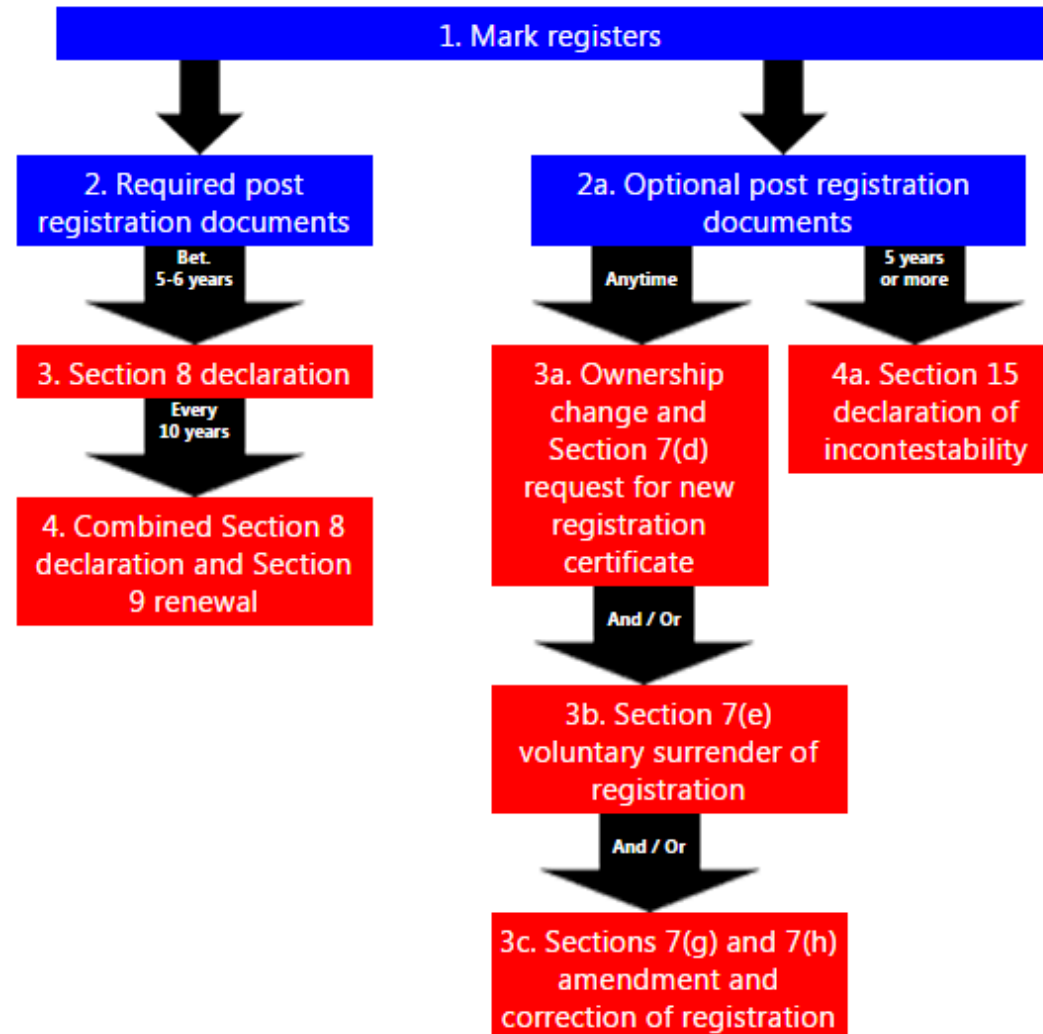 1. Mark registers
2. Required post
registration documents
2a. Optional post registration
documents
Bet.
5-6 years
Anytime
5 years
or more
3. Section 8 declaration
3a. Ownership
change and
Section 7(d)
request for new
registration
certificate
4a. Section 15
declaration of
incontestability
Every
10 years
4. Combined Section 8
declaration and Section
9 renewal
And / Or
3b. Section 7(e)
voluntary surrender of
registration
And / Or
3c. Sections 7(g) and 7(h)
amendment and
correction of registration